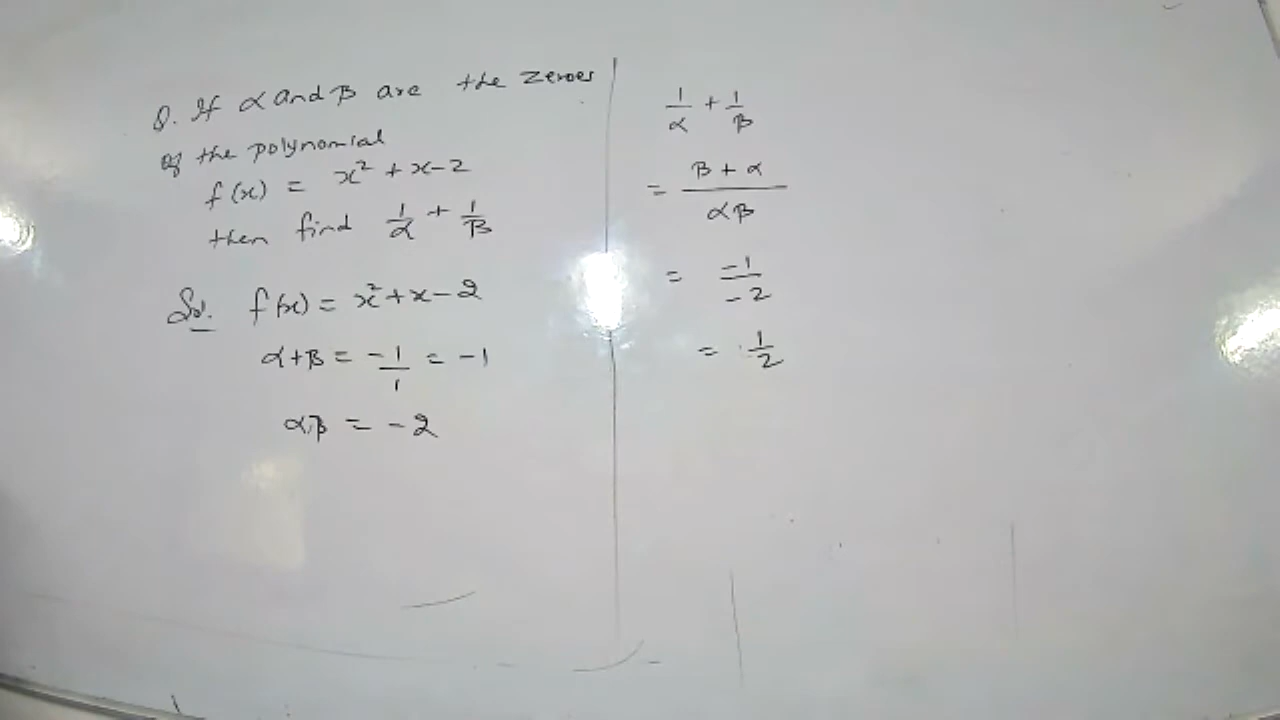 Q. If α and β are the zeroes
of the polynomial
f(x) = x² + x - 2
then find 1/α + 1/β
Sol. f(x) = x² + x - 2
α + β = -1/1 = -1
αβ = -2
1/α + 1/β
= (β + α)/(αβ)
= -1/-2
= 1/2